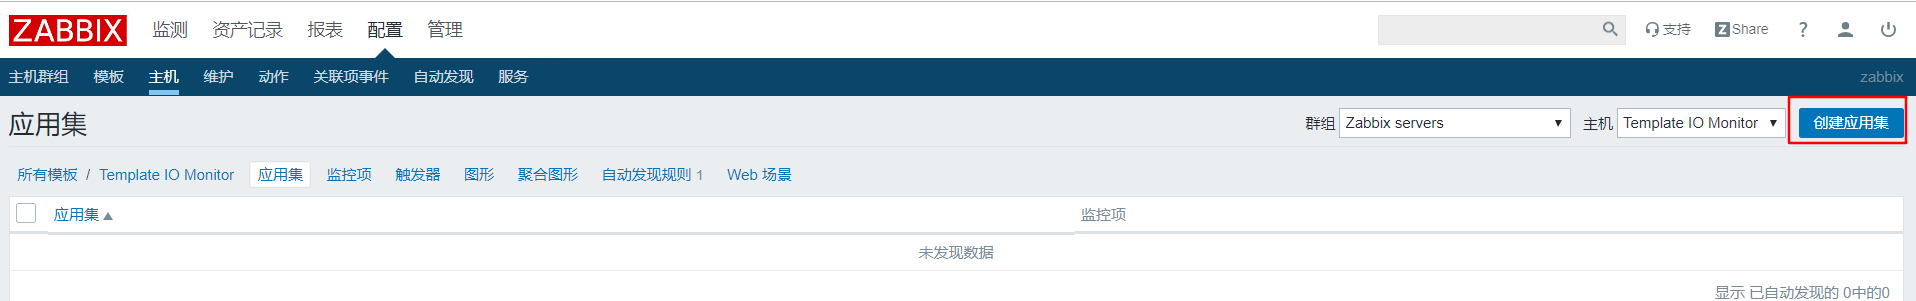 ZABBIX 监测 资产记录 报表 配置 管理 支持 Z Share ?
主机群组 模板 主机 维护 动作 关联项事件 自动发现 服务 zabbix
应用集 群组 Zabbix servers 主机 Template IO Monitor 创建应用集
所有模板 / Template IO Monitor 应用集 监控项 触发器 图形 聚合图形 自动发现规则 1 Web 场景
应用集 监控项
未发现数据
显示 已自动发现的 0中的0